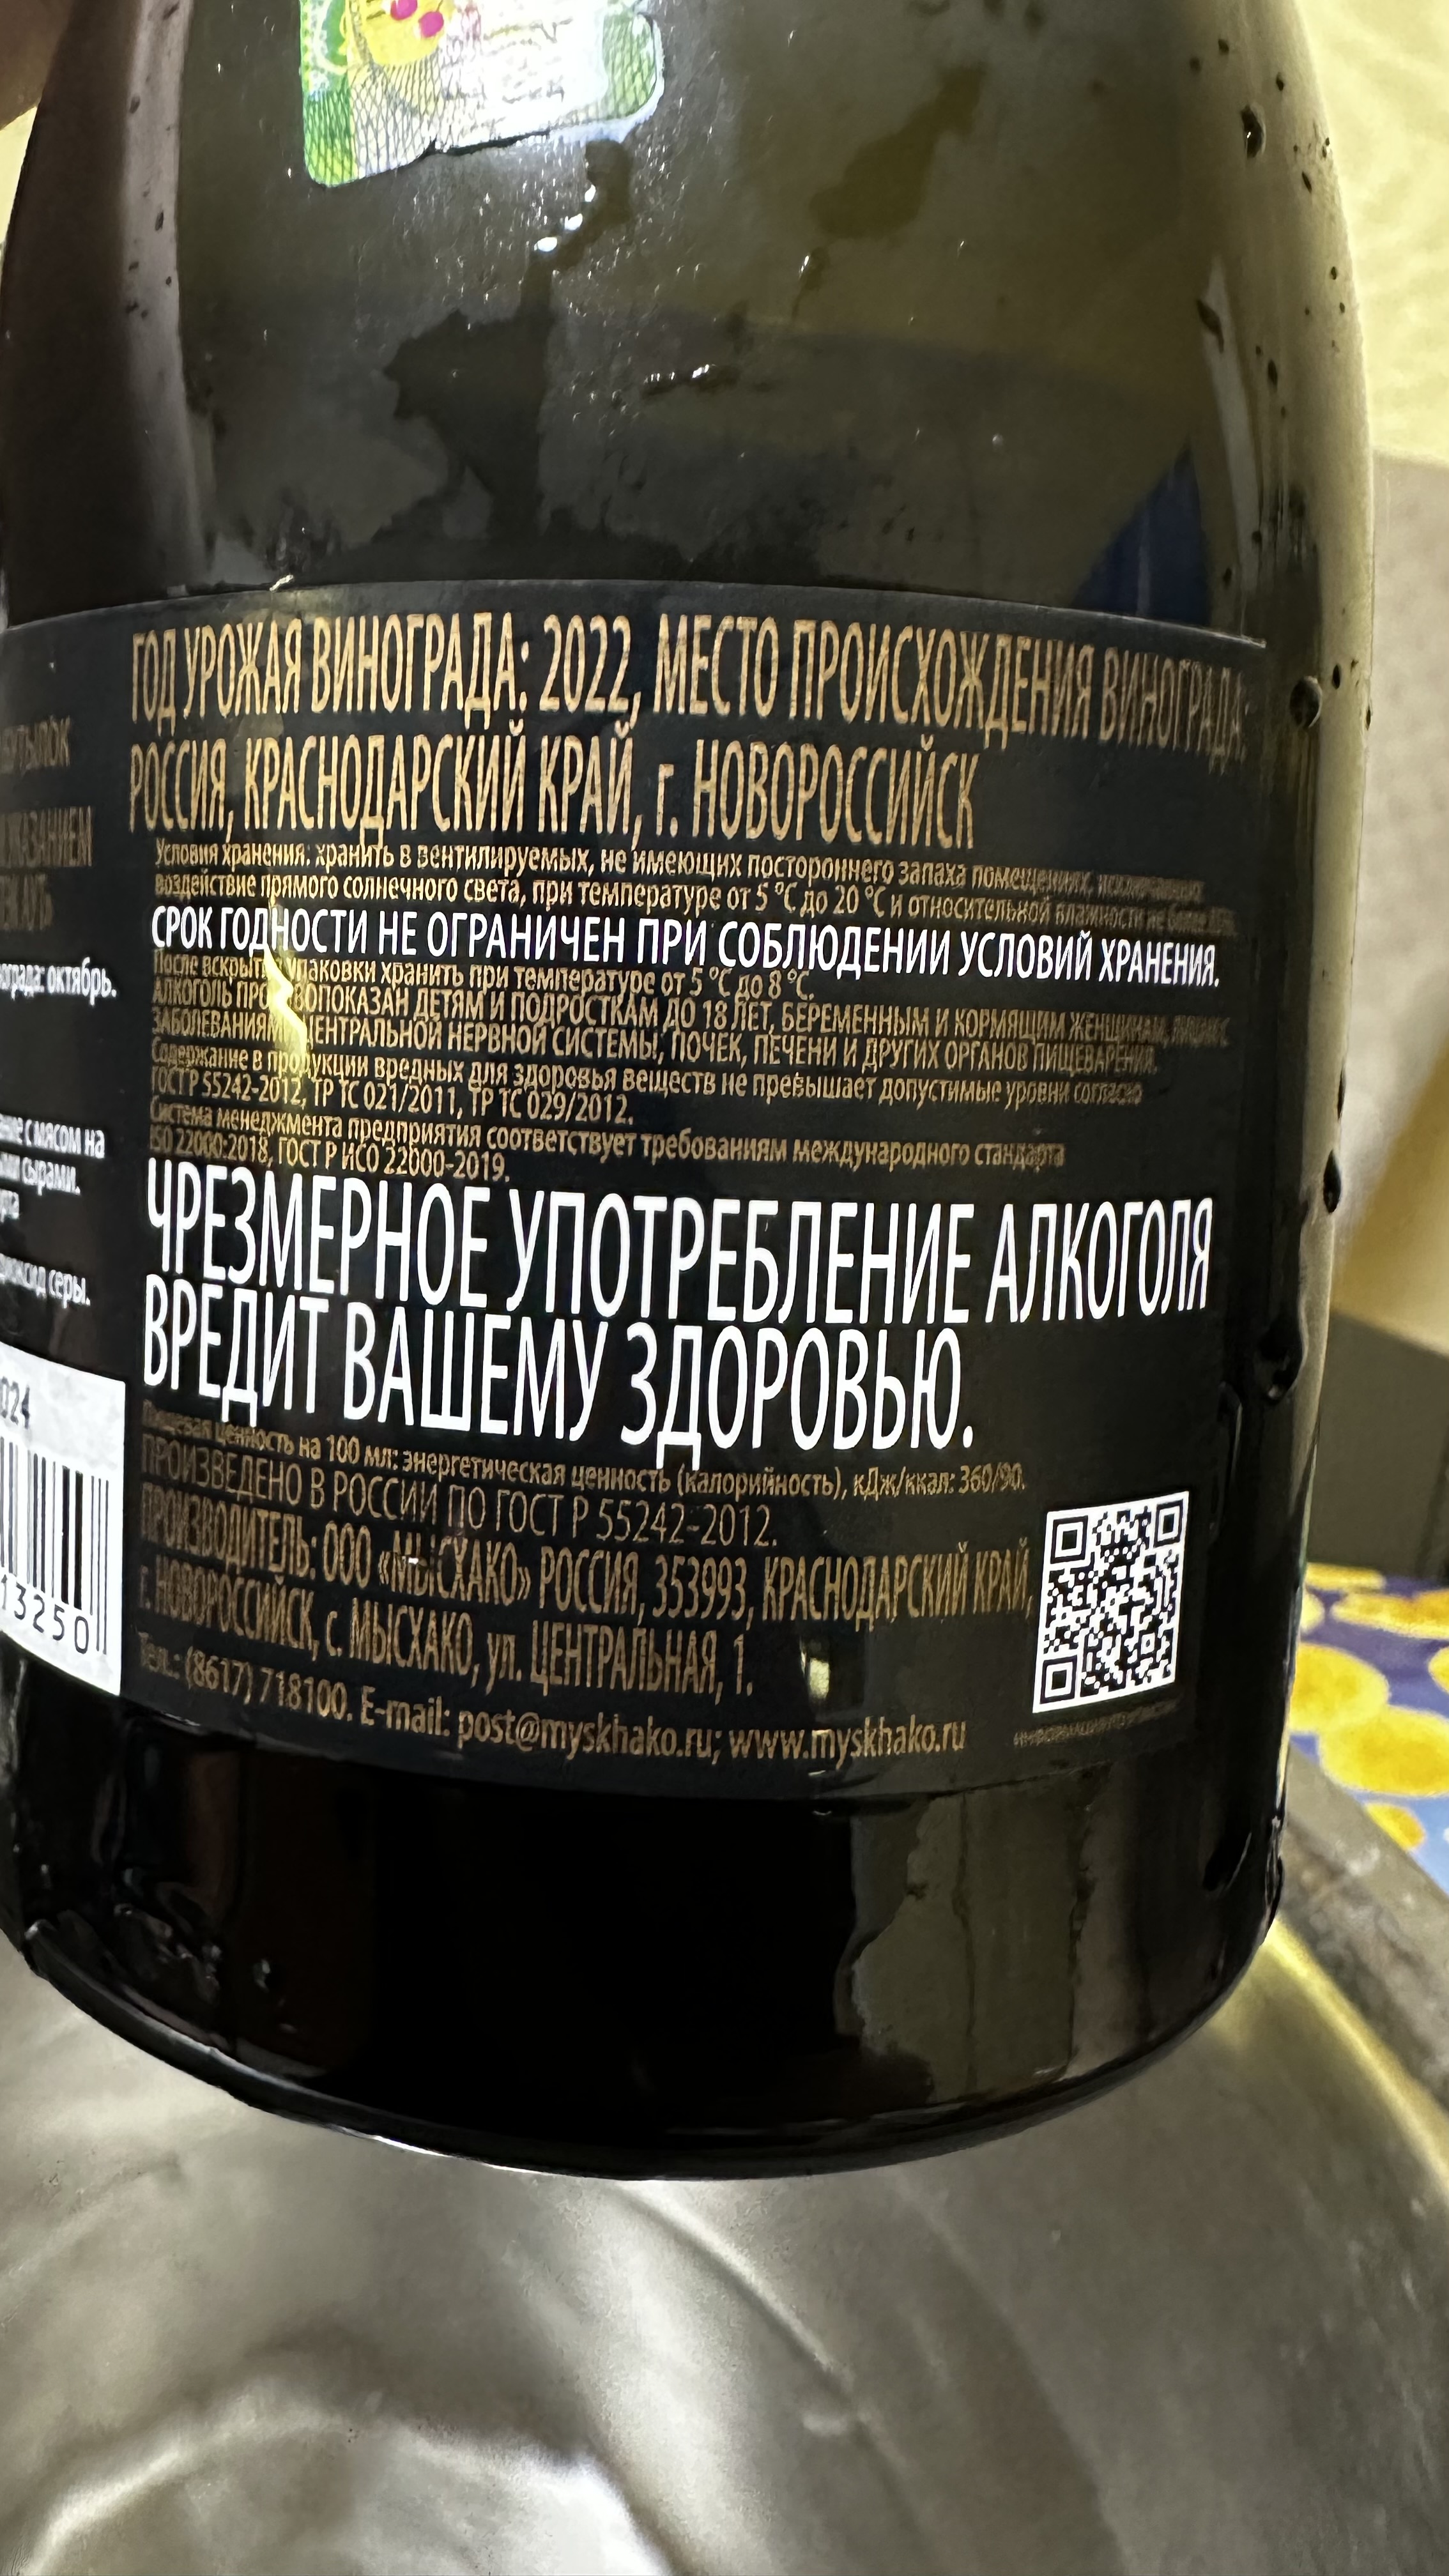 ГОД УРОЖАЯ ВИНОГРАДА: 2022, МЕСТО ПРОИСХОЖДЕНИЯ ВИНОГРАДА:
РОССИЯ, КРАСНОДАРСКИЙ КРАЙ, г. НОВОРОССИЙСК
Условия хранения: хранить в вентилируемых, не имеющих постороннего запаха помещениях, исключающих
воздействие прямого солнечного света, при температуре от 5 °С до 20 °С и относительной влажности не более 85%.
СРОК ГОДНОСТИ НЕ ОГРАНИЧЕН ПРИ СОБЛЮДЕНИИ УСЛОВИЙ ХРАНЕНИЯ.
После вскрытия упаковки хранить при температуре от 5 °С до 8 °С.
АЛКОГОЛЬ ПРОТИВОПОКАЗАН ДЕТЯМ И ПОДРОСТКАМ ДО 18 ЛЕТ, БЕРЕМЕННЫМ И КОРМЯЩИМ ЖЕНЩИНАМ, ЛИЦАМ С
ЗАБОЛЕВАНИЯМИ ЦЕНТРАЛЬНОЙ НЕРВНОЙ СИСТЕМЫ, ПОЧЕК, ПЕЧЕНИ И ДРУГИХ ОРГАНОВ ПИЩЕВАРЕНИЯ.
Содержание в продукции вредных для здоровья веществ не превышает допустимые уровни согласно
ГОСТ Р 55242-2012, ТР ТС 021/2011, ТР ТС 029/2012.
Система менеджмента предприятия соответствует требованиям международного стандарта
ISO 22000:2018, ГОСТ Р ИСО 22000-2019.
ЧРЕЗМЕРНОЕ УПОТРЕБЛЕНИЕ АЛКОГОЛЯ
ВРЕДИТ ВАШЕМУ ЗДОРОВЬЮ.
Пищевая ценность на 100 мл: энергетическая ценность (калорийность), кДж/ккал: 360/90.
ПРОИЗВЕДЕНО В РОССИИ ПО ГОСТ Р 55242-2012.
ПРОИЗВОДИТЕЛЬ: ООО «МЫСХАКО» РОССИЯ, 353993, КРАСНОДАРСКИЙ КРАЙ,
г. НОВОРОССИЙСК, с. МЫСХАКО, ул. ЦЕНТРАЛЬНАЯ, 1.
Тел.: (8617) 718100. E-mail: post@myskhako.ru; www.myskhako.ru
октябрь.
с мясом на
сырами.
серы.
024
13250